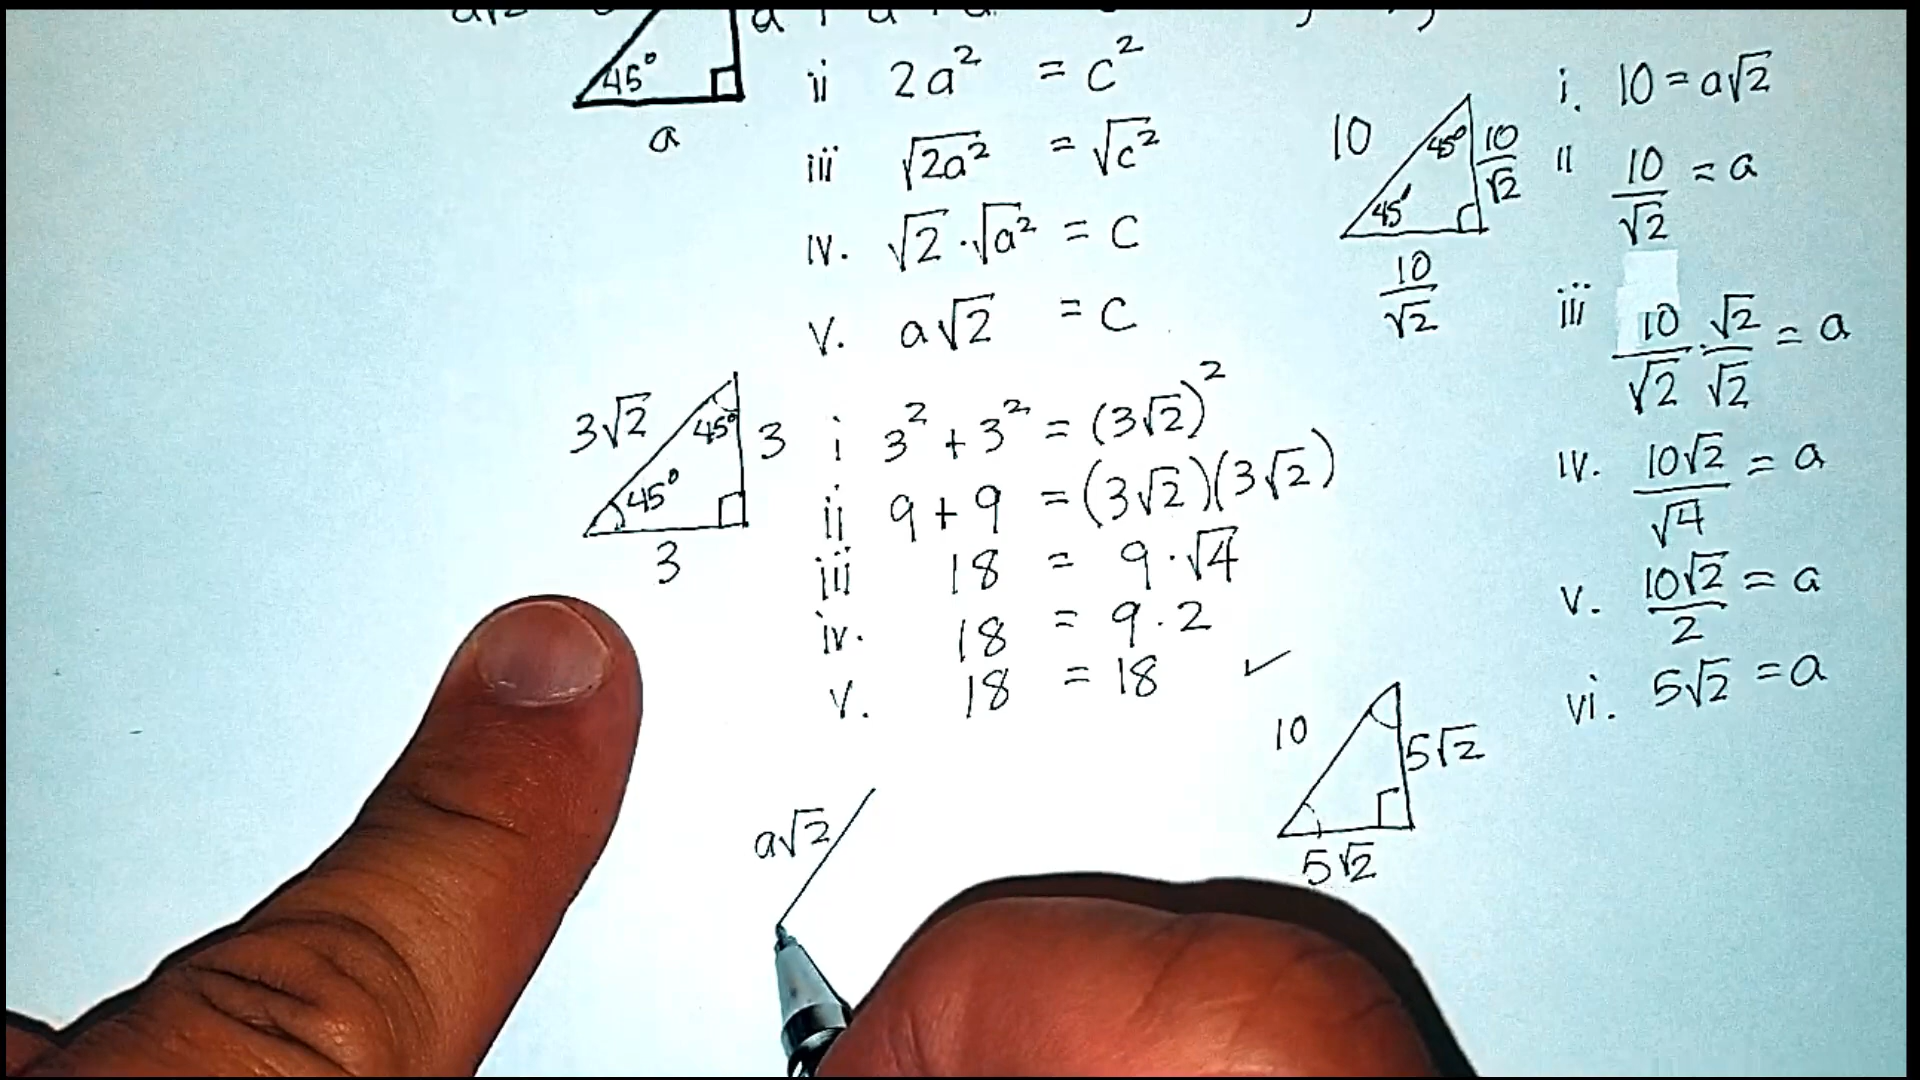 45°
a
ii 2a² = c²
iii √2a² = √c²
iv. √2 · √a² = c
v. a√2 = c
3√2
45°
45°
3
3
i 3² + 3² = (3√2)²
ii 9 + 9 = (3√2)(3√2)
iii 18 = 9 · √4
iv. 18 = 9 · 2
v. 18 = 18 ✓
a√2
10
45°
45°
10/√2
10/√2
i. 10 = a√2
ii 10/√2 = a
iii 10/√2 · √2/√2 = a
iv. 10√2/√4 = a
v. 10√2/2 = a
vi. 5√2 = a
10
5√2
5√2